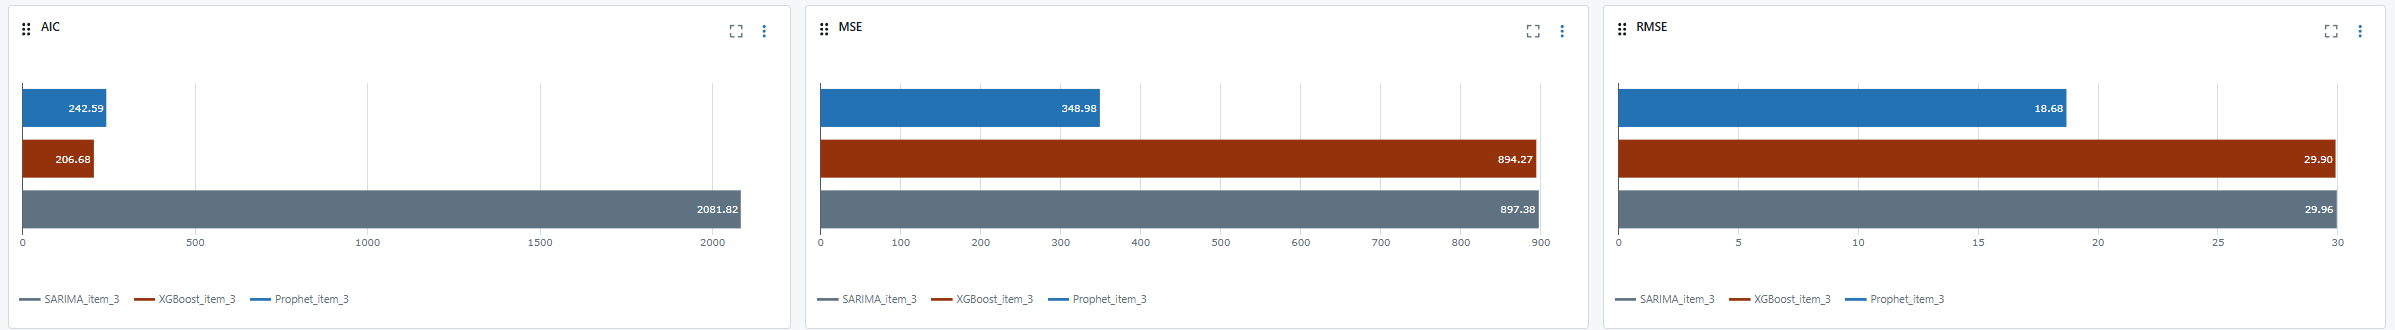 AIC
242.59
206.68
2081.82
0 500 1000 1500 2000
SARIMA_item_3 XGBoost_item_3 Prophet_item_3
MSE
348.98
894.27
897.38
0 100 200 300 400 500 600 700 800 900
SARIMA_item_3 XGBoost_item_3 Prophet_item_3
RMSE
18.68
29.90
29.96
0 5 10 15 20 25 30
SARIMA_item_3 XGBoost_item_3 Prophet_item_3